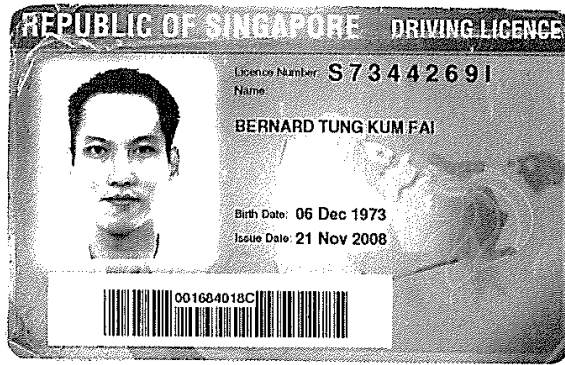 REPUBLIC OF SINGAPORE DRIVING LICENCE
Licence Number: S7344269I
Name:
BERNARD TUNG KUM FAI
Birth Date: 06 Dec 1973
Issue Date: 21 Nov 2008
001684018C